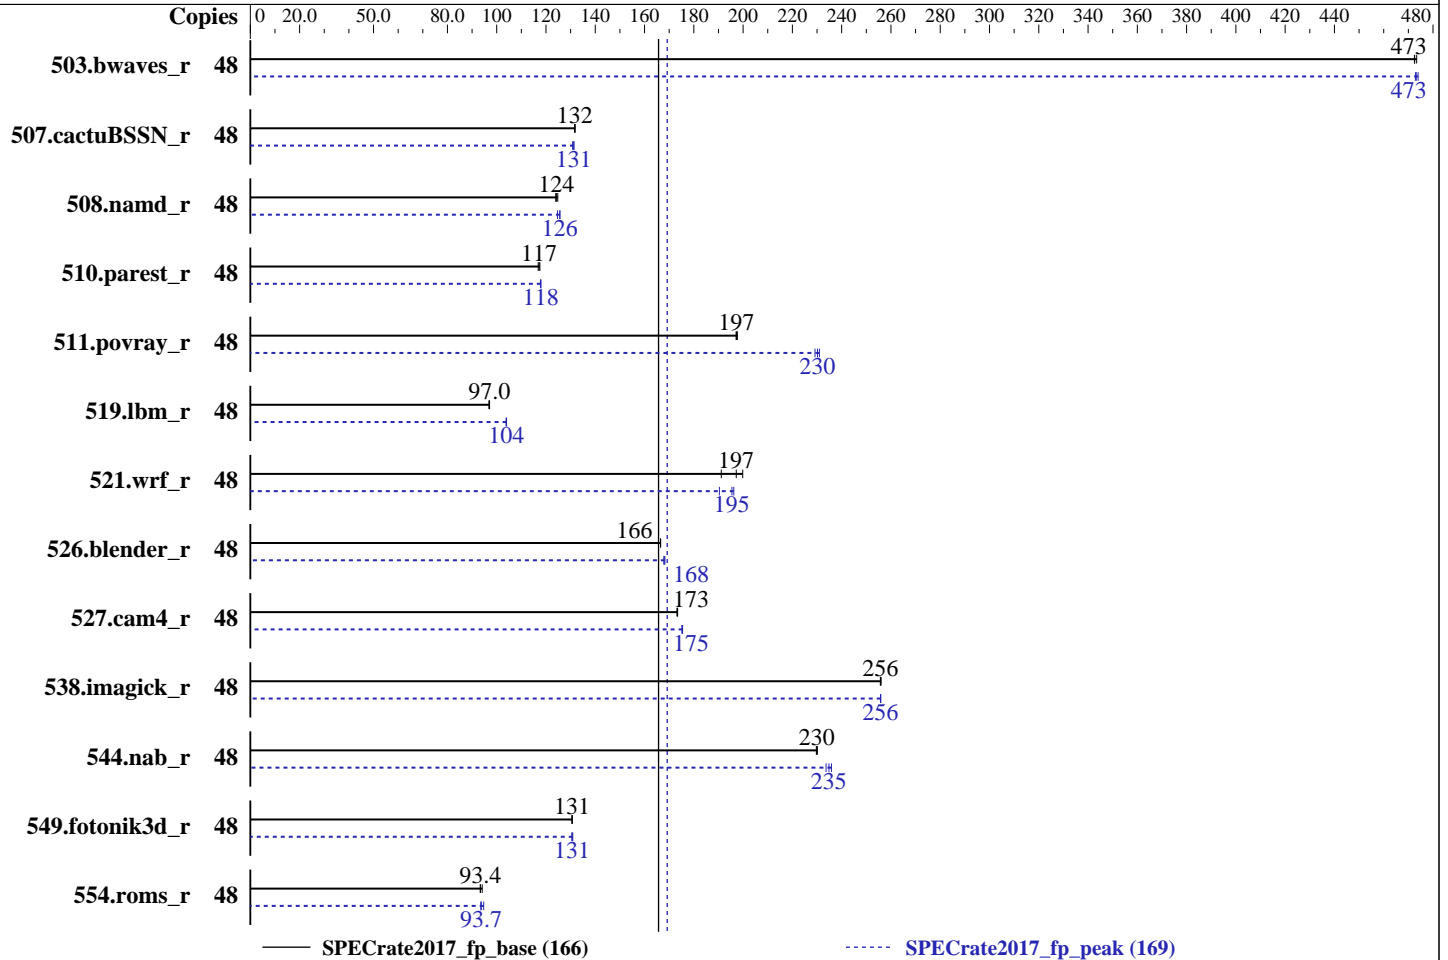 Copies 0 20.0 50.0 80.0 100 120 140 160 180 200 220 240 260 280 300 320 340 360 380 400 420 440 480
503.bwaves_r 48 473
473
507.cactuBSSN_r 48 132
131
508.namd_r 48 124
126
510.parest_r 48 117
118
511.povray_r 48 197
230
519.lbm_r 48 97.0
104
521.wrf_r 48 197
195
526.blender_r 48 166
168
527.cam4_r 48 173
175
538.imagick_r 48 256
256
544.nab_r 48 230
235
549.fotonik3d_r 48 131
131
554.roms_r 48 93.4
93.7
SPECrate2017_fp_base (166) SPECrate2017_fp_peak (169)